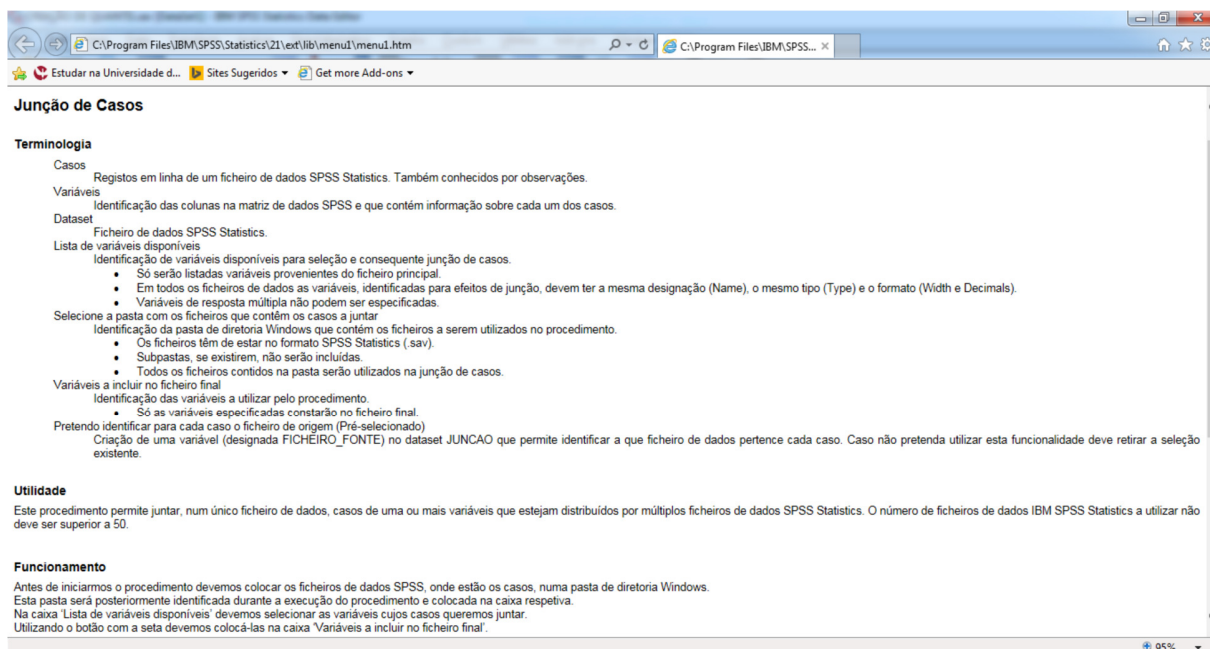 C:\Program Files\IBM\SPSS\Statistics\21\ext\lib\menu1\menu1.htm
C:\Program Files\IBM\SPSS...
Estudar na Universidade d...
Sites Sugeridos
Get more Add-ons
Junção de Casos
Terminologia
Casos
Registos em linha de um ficheiro de dados SPSS Statistics. Também conhecidos por observações.
Variáveis
Identificação das colunas na matriz de dados SPSS e que contém informação sobre cada um dos casos.
Dataset
Ficheiro de dados SPSS Statistics.
Lista de variáveis disponíveis
Identificação de variáveis disponíveis para seleção e consequente junção de casos.
• Só serão listadas variáveis provenientes do ficheiro principal.
• Em todos os ficheiros de dados as variáveis, identificadas para efeitos de junção, devem ter a mesma designação (Name), o mesmo tipo (Type) e o formato (Width e Decimals).
• Variáveis de resposta múltipla não podem ser especificadas.
Selecione a pasta com os ficheiros que contêm os casos a juntar
Identificação da pasta de diretoria Windows que contém os ficheiros a serem utilizados no procedimento.
• Os ficheiros têm de estar no formato SPSS Statistics (.sav).
• Subpastas, se existirem, não serão incluídas.
• Todos os ficheiros contidos na pasta serão utilizados na junção de casos.
Variáveis a incluir no ficheiro final
Identificação das variáveis a utilizar pelo procedimento.
• Só as variáveis especificadas constarão no ficheiro final.
Pretendo identificar para cada caso o ficheiro de origem (Pré-selecionado)
Criação de uma variável (designada FICHEIRO_FONTE) no dataset JUNCAO que permite identificar a que ficheiro de dados pertence cada caso. Caso não pretenda utilizar esta funcionalidade deve retirar a seleção
existente.
Utilidade
Este procedimento permite juntar, num único ficheiro de dados, casos de uma ou mais variáveis que estejam distribuídos por múltiplos ficheiros de dados SPSS Statistics. O número de ficheiros de dados IBM SPSS Statistics a utilizar não
deve ser superior a 50.
Funcionamento
Antes de iniciarmos o procedimento devemos colocar os ficheiros de dados SPSS, onde estão os casos, numa pasta de diretoria Windows.
Esta pasta será posteriormente identificada durante a execução do procedimento e colocada na caixa respetiva.
Na caixa 'Lista de variáveis disponíveis' devemos selecionar as variáveis cujos casos queremos juntar.
Utilizando o botão com a seta devemos colocá-las na caixa 'Variáveis a incluir no ficheiro final'.
95%